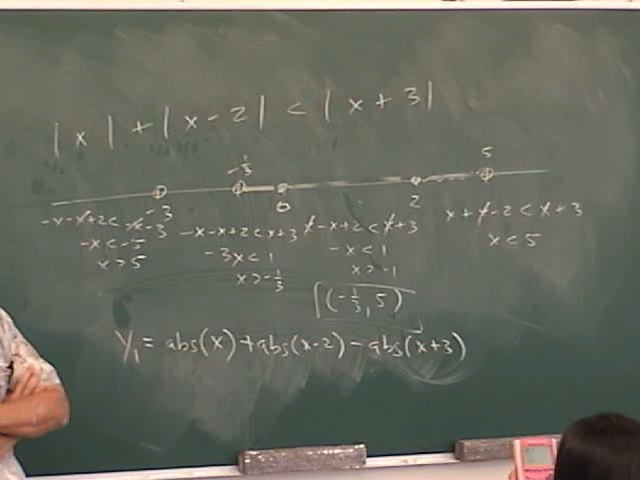 |x| + |x-2| < |x+3|
-1/3 5
-3 0 2
-x-x+2<-x-3 -x-x+2<x+3 x-x+2<x+3 x+x-2<x+3
-x<-5 -3x<1 -x<1 x<5
x>5 x>-1/3 x>-1
(-1/3, 5)
Y₁ = abs(x)+abs(x-2)-abs(x+3)